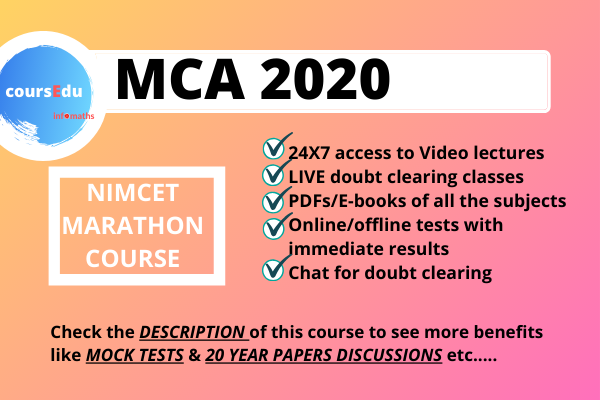 MCA 2020
coursEdu
infomaths
24X7 access to Video lectures
LIVE doubt clearing classes
PDFs/E-books of all the subjects
Online/offline tests with
immediate results
Chat for doubt clearing
NIMCET
MARATHON
COURSE
Check the DESCRIPTION of this course to see more benefits
like MOCK TESTS & 20 YEAR PAPERS DISCUSSIONS etc.....